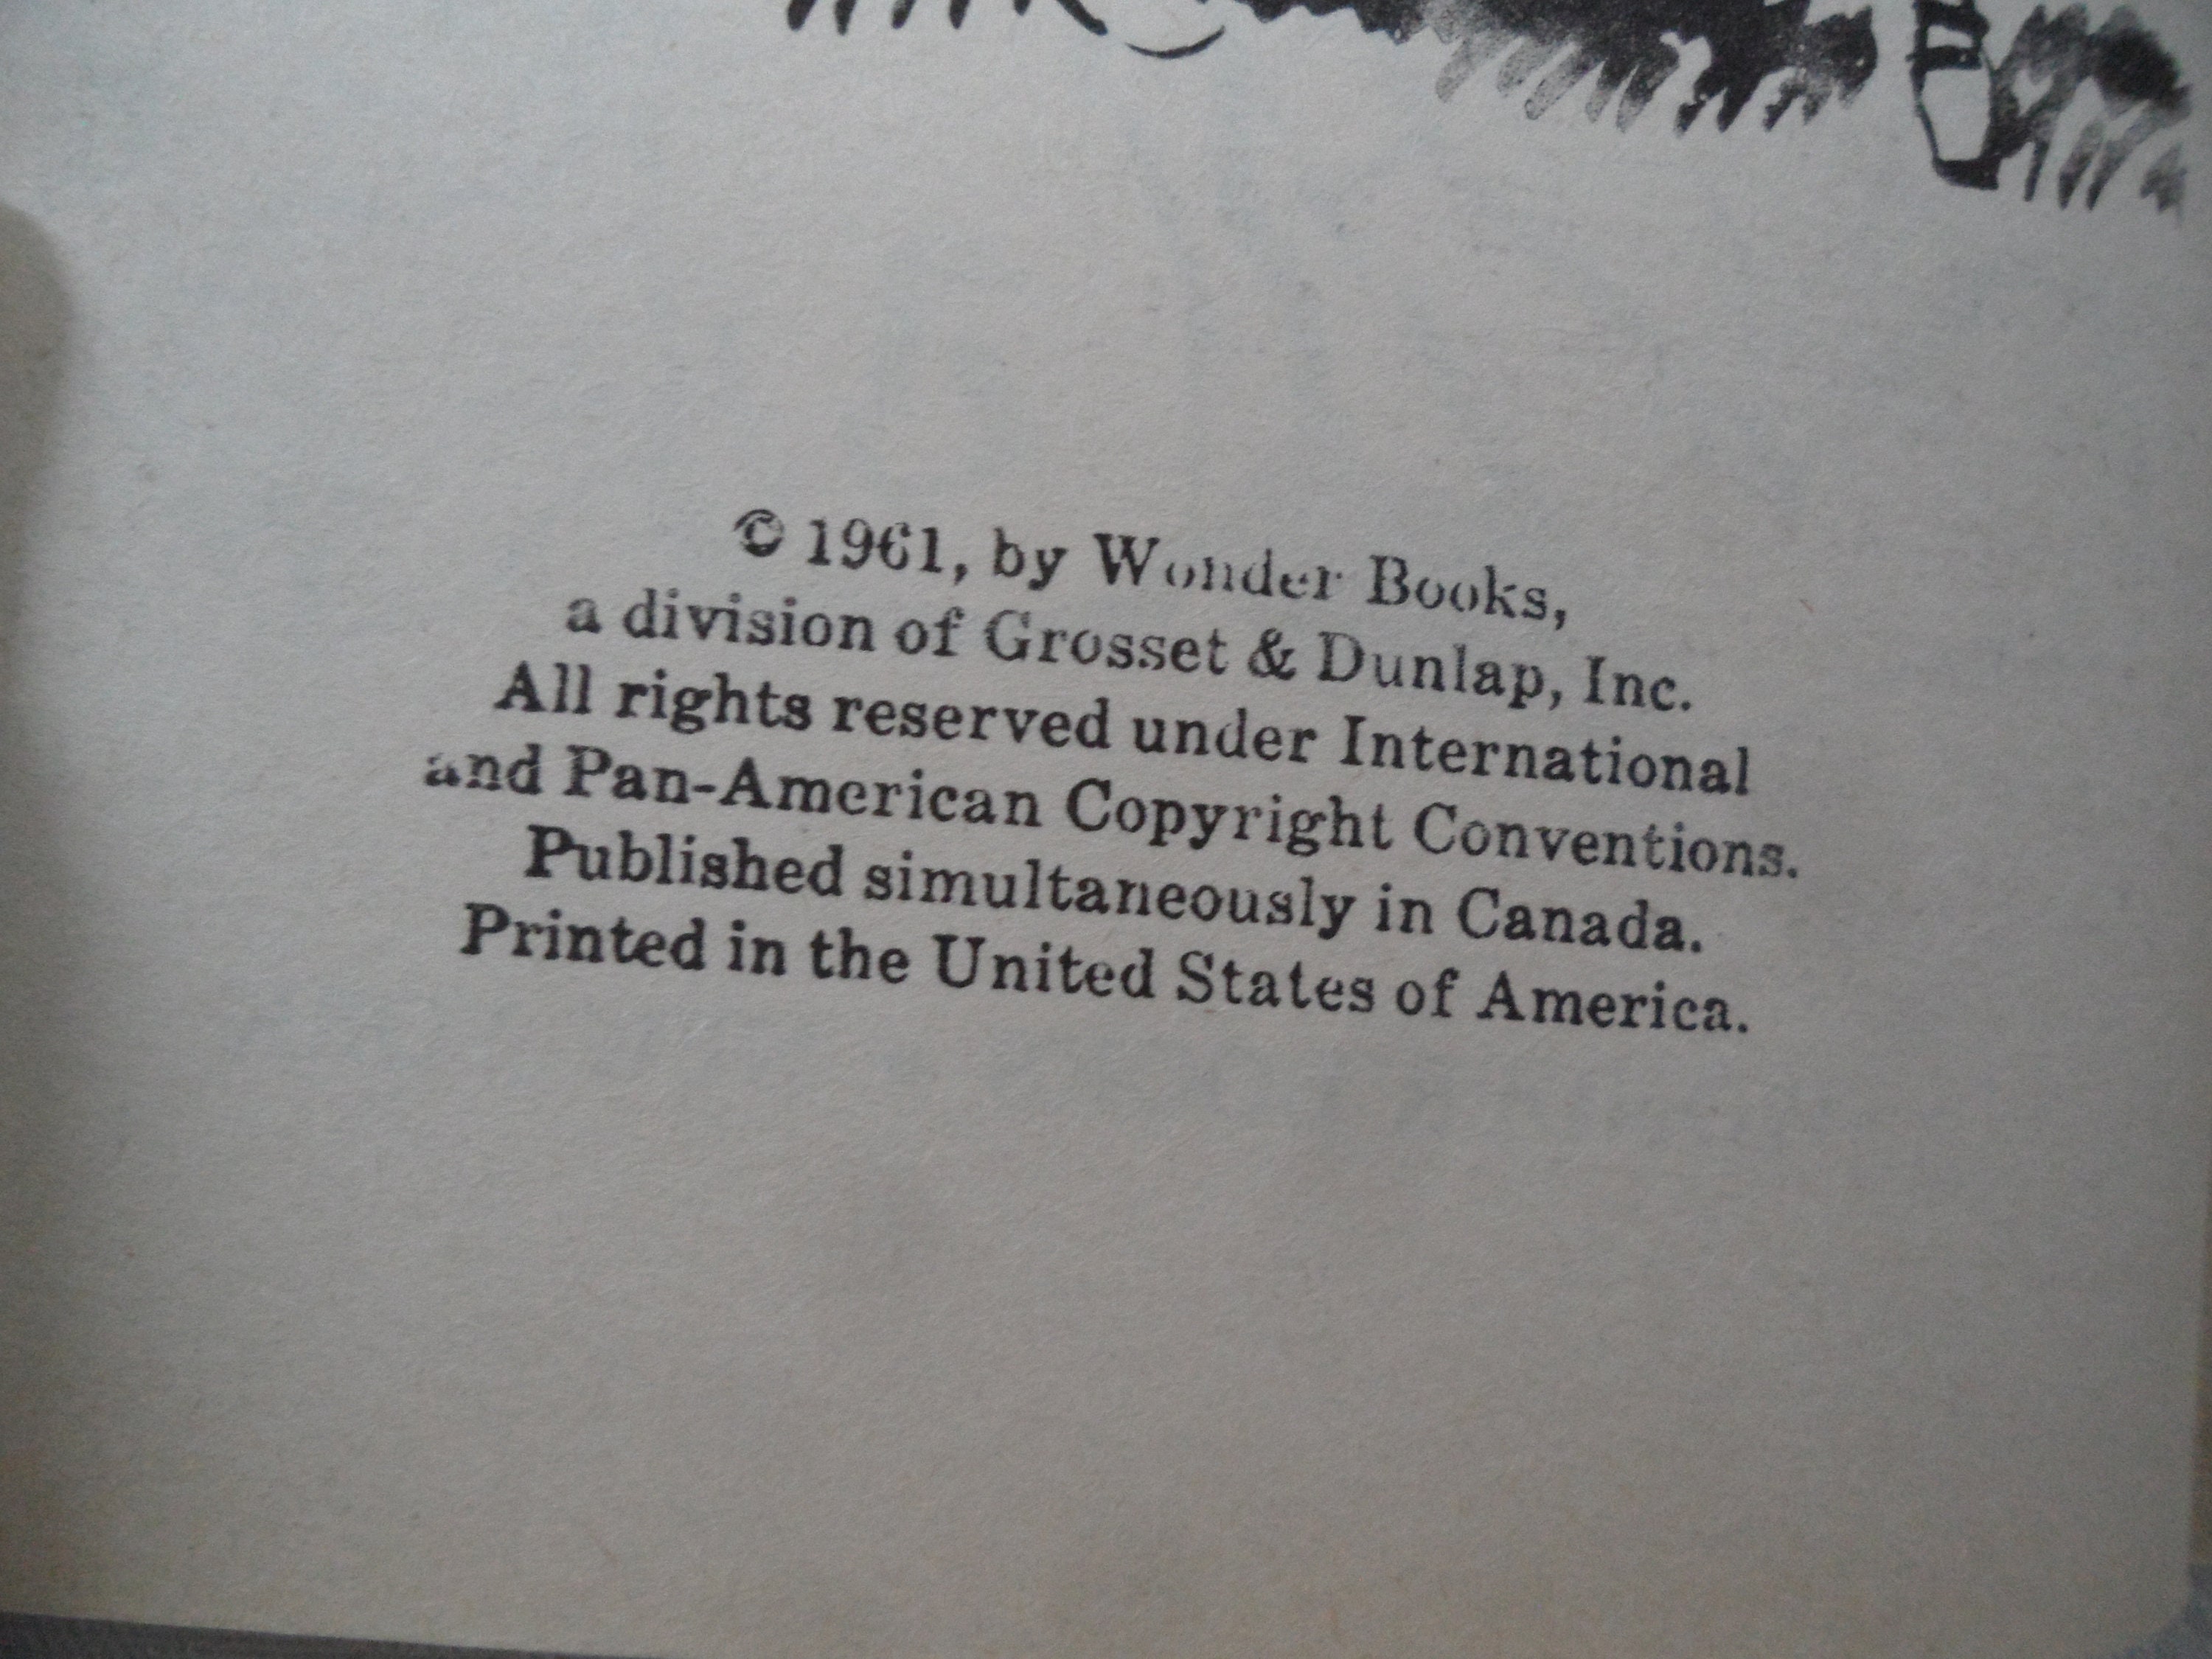 © 1961, by Wonder Books,
a division of Grosset & Dunlap, Inc.
All rights reserved under International
and Pan-American Copyright Conventions.
Published simultaneously in Canada.
Printed in the United States of America.